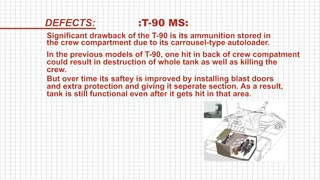 DEFECTS: :T-90 MS:
Significant drawback of the T-90 is its ammunition stored in
the crew compartment due to its carrousel-type autoloader.
In the previous models of T-90, one hit in back of crew compatment
could result in destruction of whole tank as well as killing the
crew.
But over time its saftey is improved by installing blast doors
and extra protection and giving it seperate section. As a result,
tank is still functional even after it gets hit in that area.